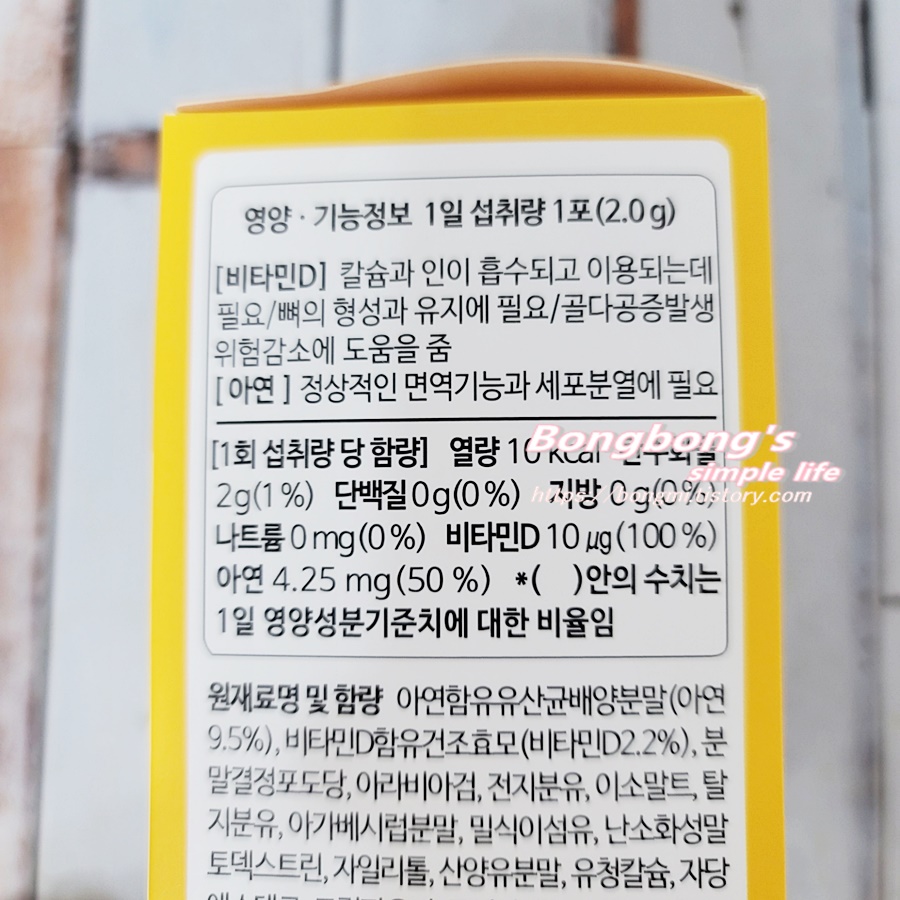 영양 · 기능정보 1일 섭취량 1포(2.0g)
[비타민D] 칼슘과 인이 흡수되고 이용되는데
필요/뼈의 형성과 유지에 필요/골다공증발생
위험감소에 도움을 줌
[ 아연 ] 정상적인 면역기능과 세포분열에 필요
[1회 섭취량 당 함량] 열량 10 kcal 탄수화물
2g(1%) 단백질 0g(0%) 지방 0g(0%)
나트륨 0mg(0%) 비타민D 10 ㎍(100%)
아연 4.25 mg(50 %) *( )안의 수치는
1일 영양성분기준치에 대한 비율임
Bongbong's
simple life
원재료명 및 함량 아연함유유산균배양분말(아연
9.5%), 비타민D함유건조효모(비타민D2.2%), 분
말결정포도당, 아라비아검, 전지분유, 이소말트, 탈
지분유, 아가베시럽분말, 밀식이섬유, 난소화성말
토덱스트린, 자일리톨, 산양유분말, 유청칼슘, 자당